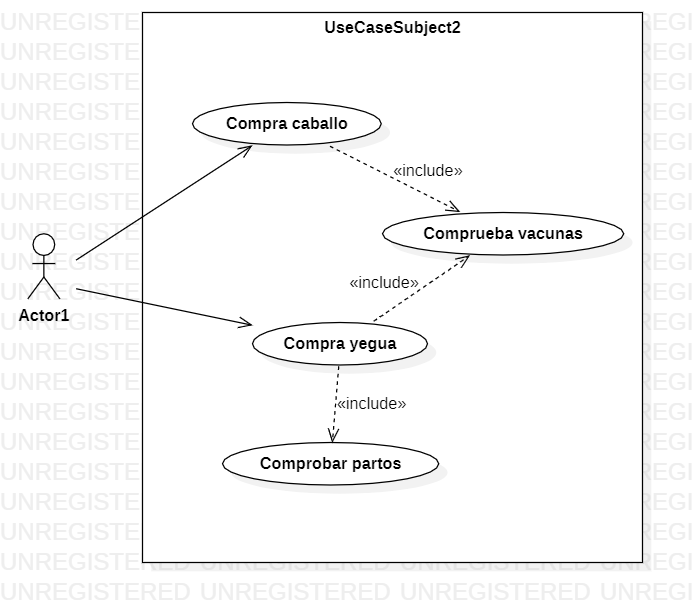 UseCaseSubject2
Compra caballo
«include»
Comprueba vacunas
«include»
Actor1
Compra yegua
«include»
Comprobar partos
UNREGISTERED UNREGISTERED UNREGISTERED UNREGISTERED